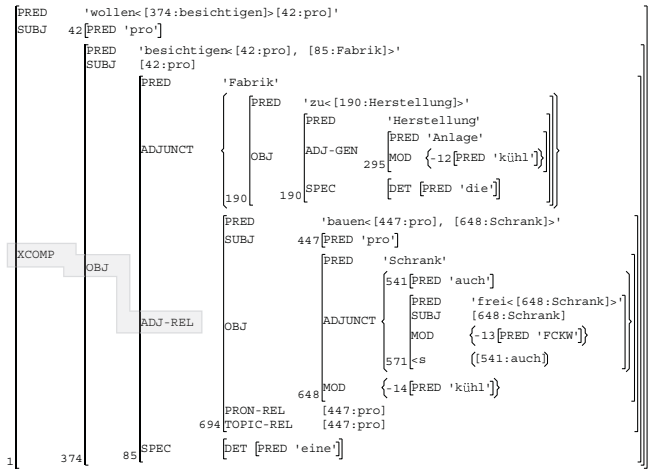 PRED 'wollen<[374:besichtigen]>[42:pro]'
SUBJ 42[PRED 'pro']
PRED 'besichtigen<[42:pro], [85:Fabrik]>'
SUBJ [42:pro]
PRED 'Fabrik'
PRED 'zu<[190:Herstellung]>'
PRED 'Herstellung'
PRED 'Anlage'
ADJUNCT OBJ ADJ-GEN 295 MOD {-12[PRED 'kühl']}
190 190 SPEC [DET [PRED 'die']]
PRED 'bauen<[447:pro], [648:Schrank]>'
SUBJ 447[PRED 'pro']
XCOMP PRED 'Schrank'
OBJ 541[PRED 'auch']
PRED 'frei<[648:Schrank]>'
SUBJ [648:Schrank]
ADJ-REL OBJ ADJUNCT MOD {-13[PRED 'FCKW']}
571 <s {[541:auch]}
648 MOD {-14[PRED 'kühl']}
PRON-REL [447:pro]
694 TOPIC-REL [447:pro]
1 374 85 SPEC [DET [PRED 'eine']]